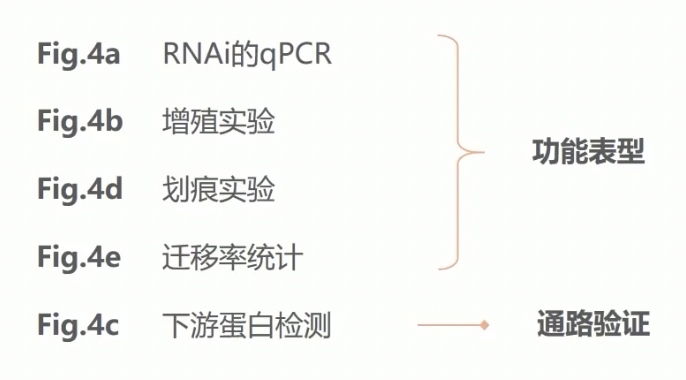 Fig.4a RNAi的qPCR
Fig.4b 增殖实验
功能表型
Fig.4d 划痕实验
Fig.4e 迁移率统计
Fig.4c 下游蛋白检测 通路验证